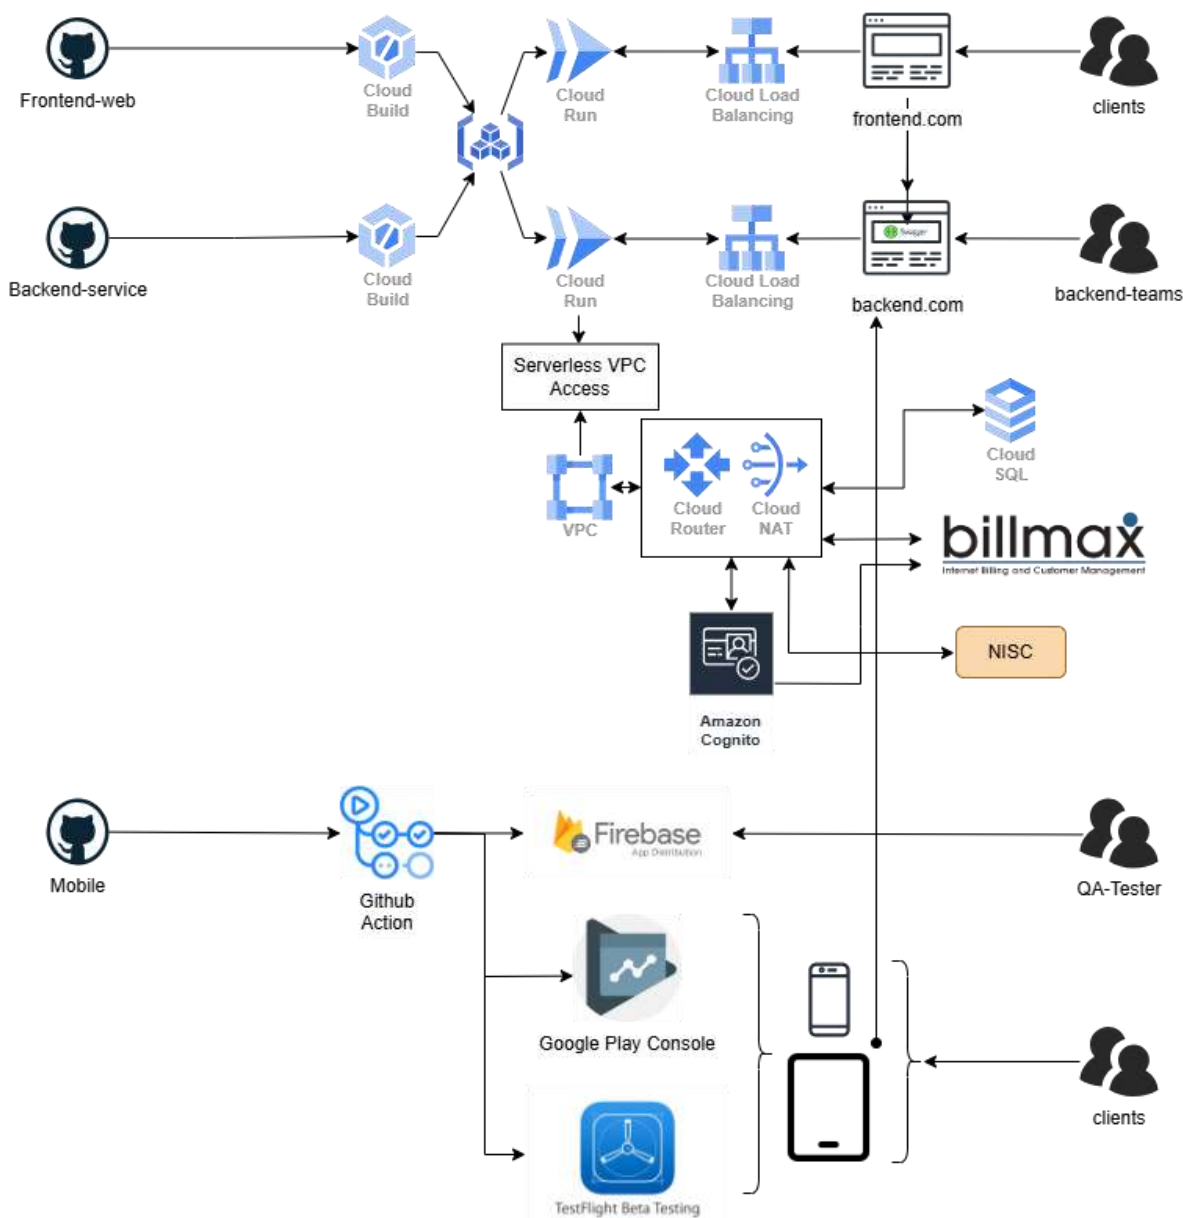 Frontend-web
Cloud
Build
Cloud
Run
Cloud Load
Balancing
frontend.com
clients
Backend-service
Cloud
Build
Cloud
Run
Cloud Load
Balancing
Swagger
backend.com
backend-teams
Serverless VPC
Access
VPC
Cloud
Router
Cloud
NAT
Cloud
SQL
billmax
Internet Billing and Customer Management
NISC
Amazon
Cognito
Mobile
Github
Action
Firebase
App Distribution
QA-Tester
Google Play Console
TestFlight Beta Testing
clients